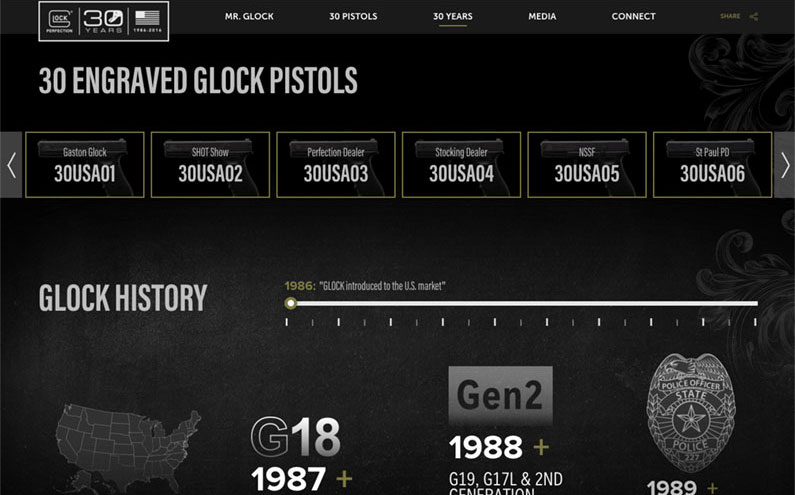 GLOCK
PERFECTION
30
YEARS
1986-2016
MR. GLOCK
30 PISTOLS
30 YEARS
MEDIA
CONNECT
SHARE
30 ENGRAVED GLOCK PISTOLS
Gaston Glock
30USA01
SHOT Show
30USA02
Perfection Dealer
30USA03
Stocking Dealer
30USA04
NSSF
30USA05
St Paul PD
30USA06
GLOCK HISTORY
1986: "GLOCK introduced to the U.S. market"
G18
1987 +
Gen2
1988 +
G19, G17L & 2ND
GENERATION
POLICE OFFICER
STATE
POLICE
227
1989 +